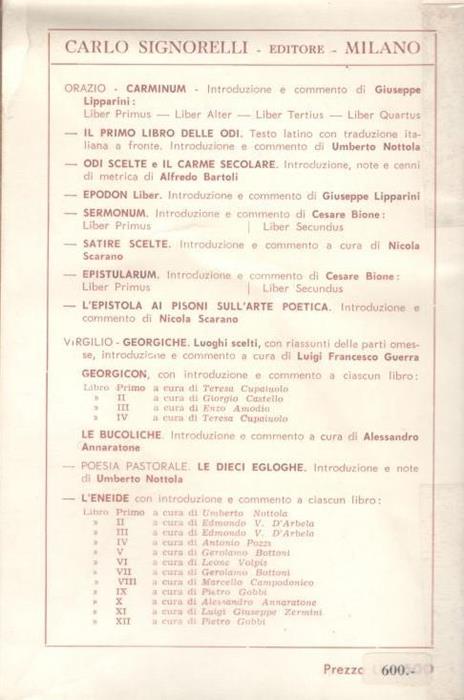 CARLO SIGNORELLI - EDITORE - MILANO
ORAZIO - CARMINUM - Introduzione e commento di Giuseppe
Lipparini:
Liber Primus — Liber Alter — Liber Tertius — Liber Quartus
— IL PRIMO LIBRO DELLE ODI. Testo latino con traduzione ita-
liana a fronte. Introduzione e commento di Umberto Nottola
— ODI SCELTE e IL CARME SECOLARE. Introduzione, note e cenni
di metrica di Alfredo Bartoli
— EPODON Liber. Introduzione e commento di Giuseppe Lipparini
— SERMONUM. Introduzione e commento di Cesare Bione:
Liber Primus | Liber Secundus
— SATIRE SCELTE. Introduzione e commento a cura di Nicola
Scarano
— EPISTULARUM. Introduzione e commento di Cesare Bione:
Liber Primus | Liber Secundus
— L'EPISTOLA AI PISONI SULL'ARTE POETICA. Introduzione e
commento di Nicola Scarano
VIRGILIO - GEORGICHE. Luoghi scelti, con riassunti delle parti omes-
se, introduzione e commento a cura di Luigi Francesco Guerra
GEORGICON, con introduzione e commento a ciascun libro:
Libro Primo a cura di Teresa Cupaiuolo
» II a cura di Giorgio Castello
» III a cura di Enzo Amodio
» IV a cura di Teresa Cupaiuolo
LE BUCOLICHE. Introduzione e commento a cura di Alessandro
Annaratone
— POESIA PASTORALE. LE DIECI EGLOGHE. Introduzione e note
di Umberto Nottola
— L'ENEIDE con introduzione e commento a ciascun libro:
Libro Primo a cura di Umberto Nottola
» II a cura di Edmondo V. D'Arbela
» III a cura di Edmondo V. D'Arbela
» IV a cura di Antonio Pozzi
» V a cura di Gerolamo Bottoni
» VI a cura di Leone Volpis
» VII a cura di Gerolamo Bottoni
» VIII a cura di Marcello Campodonico
» IX a cura di Pietro Gobbi
» X a cura di Alessandro Annaratone
» XI a cura di Luigi Giuseppe Zermini
» XII a cura di Pietro Gobbi
Prezzo 600.-